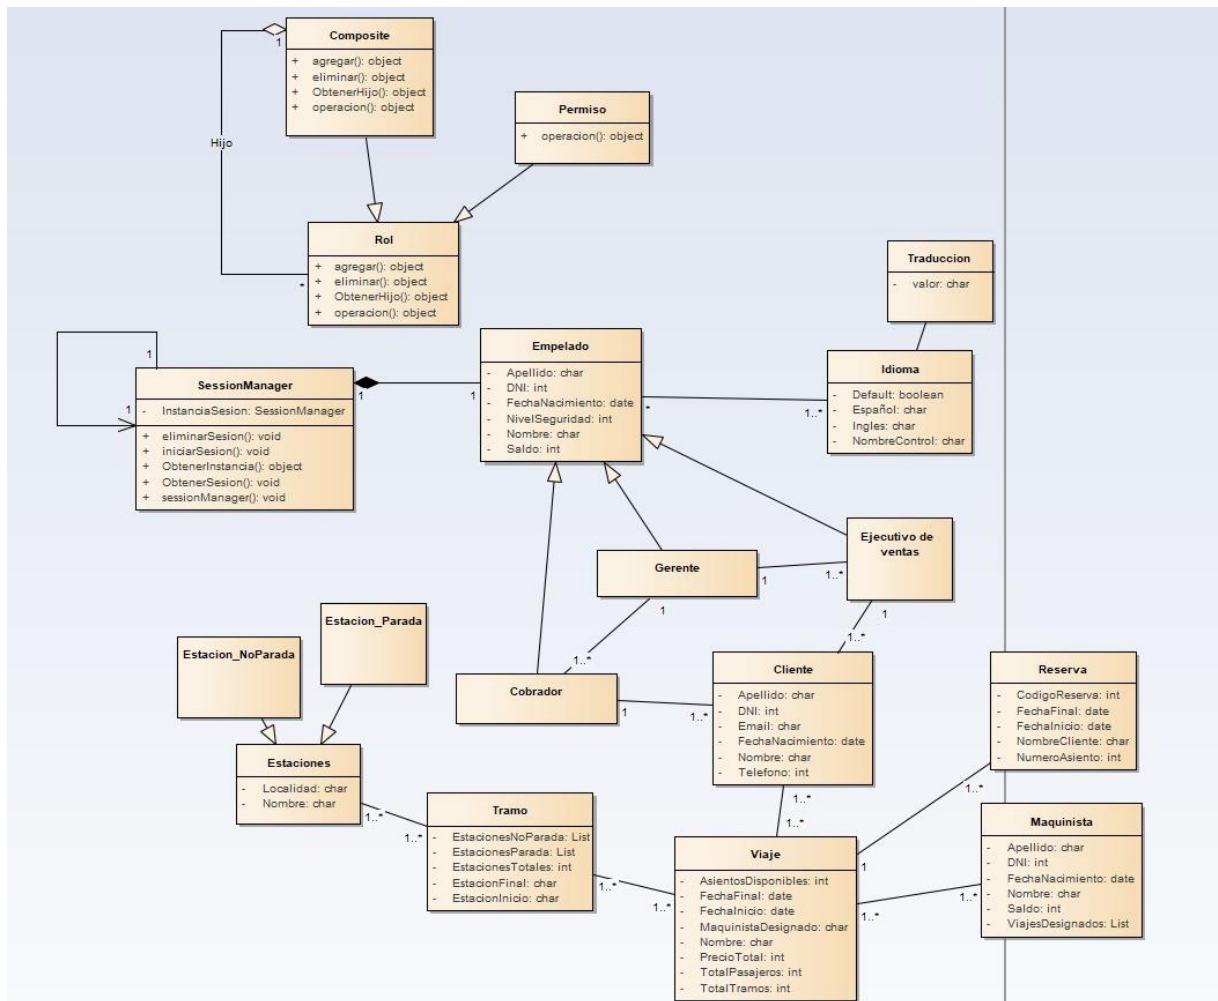 Composite
1
+ agregar(): object
+ eliminar(): object
+ ObtenerHijo(): object
+ operacion(): object
Hijo
Permiso
+ operacion(): object
Rol
+ agregar(): object
+ eliminar(): object
+ ObtenerHijo(): object
+ operacion(): object
*
Traduccion
- valor: char
SessionManager
- InstanciaSesion: SessionManager
+ eliminarSesion(): void
+ iniciarSesion(): void
+ ObtenerInstancia(): object
+ ObtenerSesion(): void
+ sessionManager(): void
1
1
1
1
Empelado
- Apellido: char
- DNI: int
- FechaNacimiento: date
- NivelSeguridad: int
- Nombre: char
- Saldo: int
*
1..*
Idioma
- Default: boolean
- Español: char
- Ingles: char
- NombreControl: char
Gerente
1
1..*
Ejecutivo de
ventas
1
1..*
1
1..*
Estacion_NoParada
Estacion_Parada
Cobrador
1
1..*
Cliente
- Apellido: char
- DNI: int
- Email: char
- FechaNacimiento: date
- Nombre: char
- Telefono: int
1..*
1..*
Reserva
- CodigoReserva: int
- FechaFinal: date
- FechaInicio: date
- NombreCliente: char
- NumeroAsiento: int
1..*
1
Estaciones
- Localidad: char
- Nombre: char
1..*
1..*
Tramo
- EstacionesNoParada: List
- EstacionesParada: List
- EstacionesTotales: int
- EstacionFinal: char
- EstacionInicio: char
1..*
1..*
Viaje
- AsientosDisponibles: int
- FechaFinal: date
- FechaInicio: date
- MaquinistaDesignado: char
- Nombre: char
- PrecioTotal: int
- TotalPasajeros: int
- TotalTramos: int
1..*
1..*
Maquinista
- Apellido: char
- DNI: int
- FechaNacimiento: date
- Nombre: char
- Saldo: int
- ViajesDesignados: List